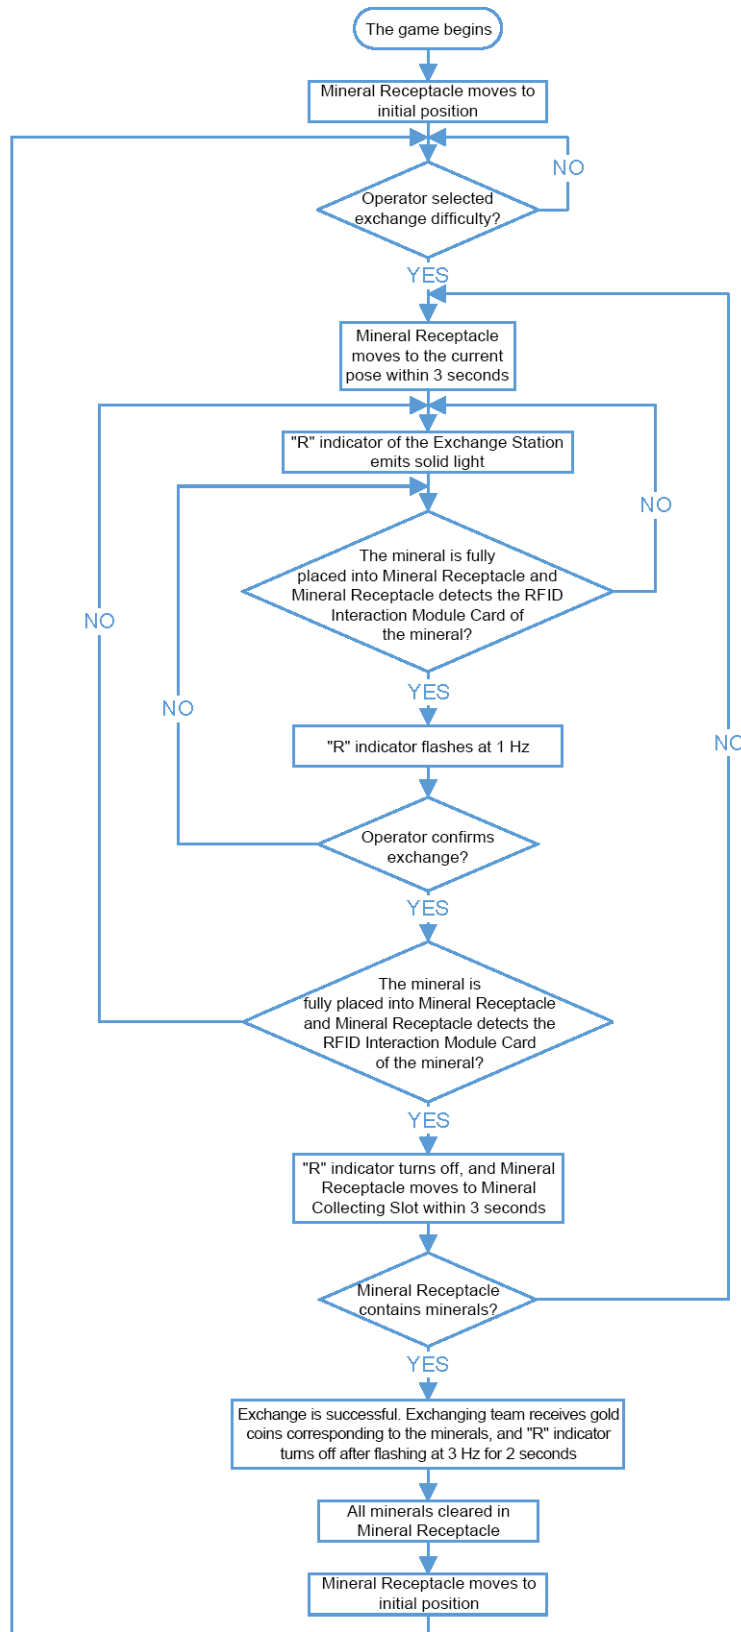 The game begins
Mineral Receptacle moves to
initial position
NO
Operator selected
exchange difficulty?
YES
Mineral Receptacle
moves to the current
pose within 3 seconds
"R" indicator of the Exchange Station
emits solid light
NO
The mineral is fully
placed into Mineral Receptacle and
Mineral Receptacle detects the RFID
Interaction Module Card of
the mineral?
NO
YES
NO
"R" indicator flashes at 1 Hz
NO
Operator confirms
exchange?
YES
The mineral is
fully placed into Mineral Receptacle
and Mineral Receptacle detects the
RFID Interaction Module Card
of the mineral?
YES
"R" indicator turns off, and Mineral
Receptacle moves to Mineral
Collecting Slot within 3 seconds
Mineral Receptacle
contains minerals?
YES
Exchange is successful. Exchanging team receives gold
coins corresponding to the minerals, and "R" indicator
turns off after flashing at 3 Hz for 2 seconds
All minerals cleared in
Mineral Receptacle
Mineral Receptacle moves to
initial position